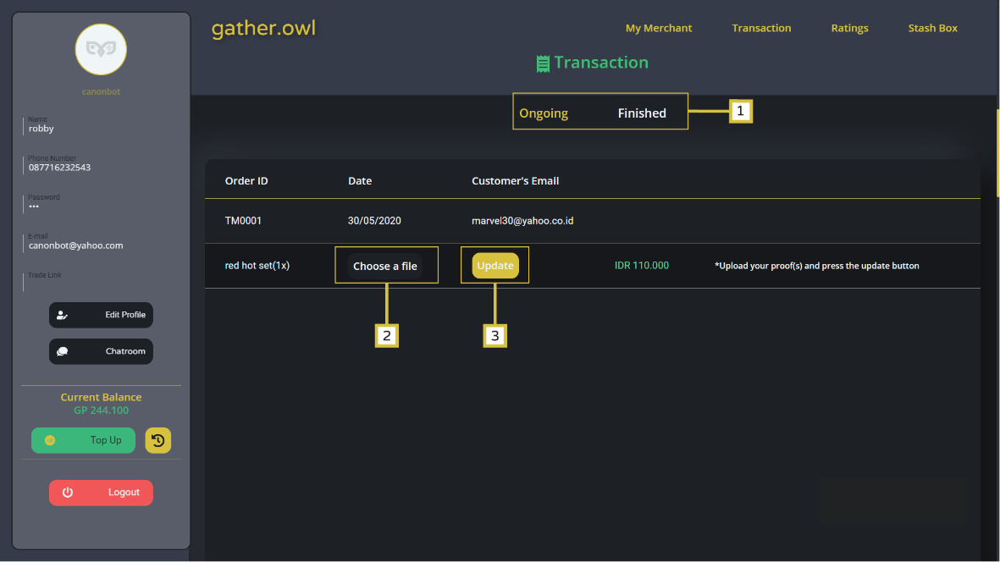 gather.owl
My Merchant Transaction Ratings Stash Box
Transaction
Ongoing Finished
1
canonbot
Name
robby
Phone Number
087716232543
Password
•••
E-mail
canonbot@yahoo.com
Trade Link
Edit Profile
Chatroom
Current Balance
GP 244.100
Top Up
Logout
Order ID Date Customer's Email
TM0001 30/05/2020 marvel30@yahoo.co.id
red hot set(1x) Choose a file Update IDR 110.000 *Upload your proof(s) and press the update button
2 3